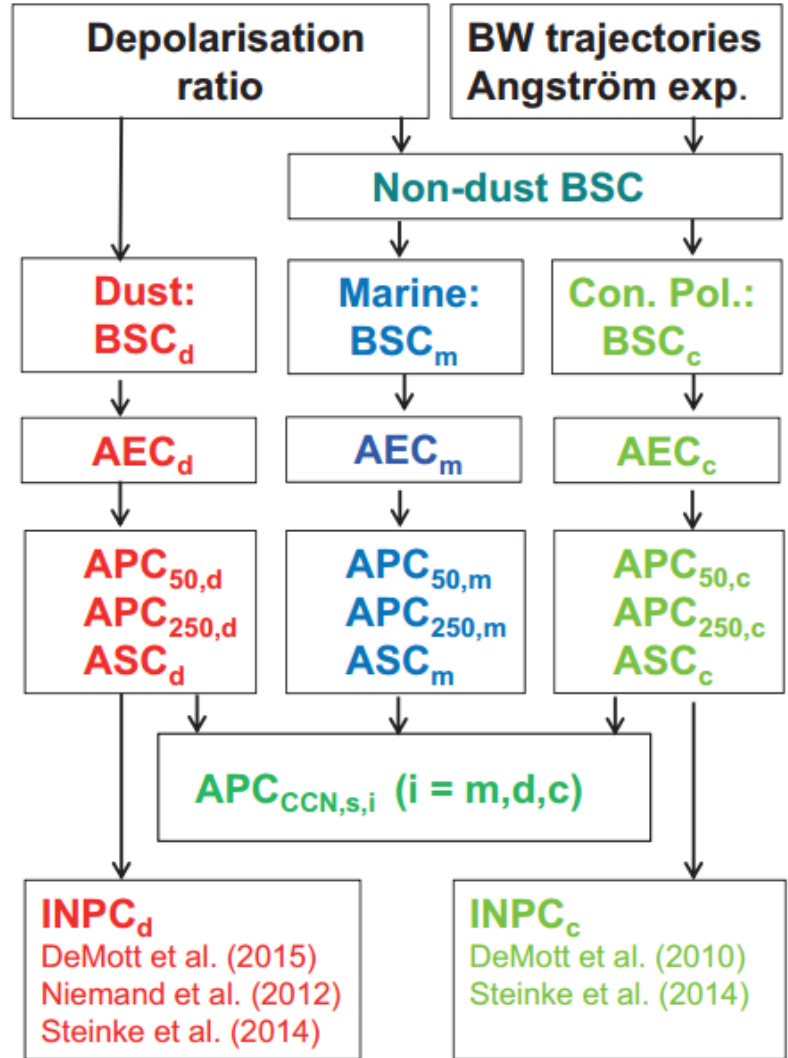 Depolarisation
ratio
BW trajectories
Angström exp.
Non-dust BSC
Dust:
BSCd
Marine:
BSCm
Con. Pol.:
BSCc
AECd
AECm
AECc
APC50,d
APC250,d
ASCd
APC50,m
APC250,m
ASCm
APC50,c
APC250,c
ASCc
APCCCN,s,i (i = m,d,c)
INPCd
DeMott et al. (2015)
Niemand et al. (2012)
Steinke et al. (2014)
INPCc
DeMott et al. (2010)
Steinke et al. (2014)